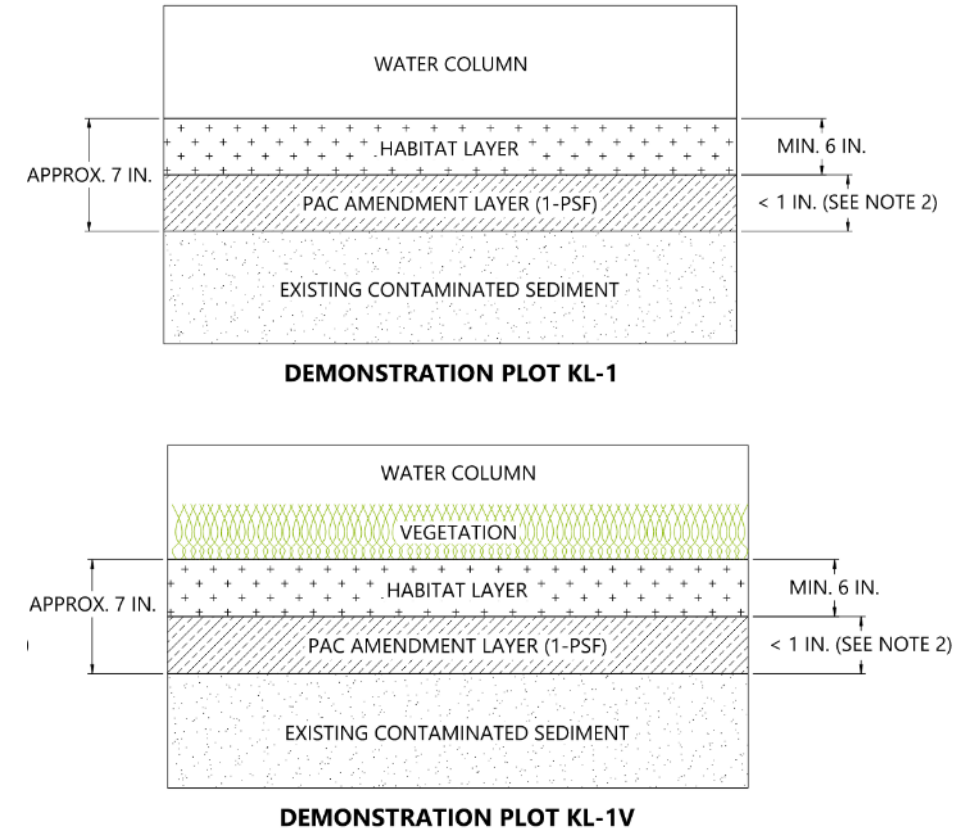 WATER COLUMN
HABITAT LAYER
MIN. 6 IN.
APPROX. 7 IN.
PAC AMENDMENT LAYER (1-PSF)
< 1 IN. (SEE NOTE 2)
EXISTING CONTAMINATED SEDIMENT
DEMONSTRATION PLOT KL-1
WATER COLUMN
VEGETATION
HABITAT LAYER
MIN. 6 IN.
APPROX. 7 IN.
PAC AMENDMENT LAYER (1-PSF)
< 1 IN. (SEE NOTE 2)
EXISTING CONTAMINATED SEDIMENT
DEMONSTRATION PLOT KL-1V